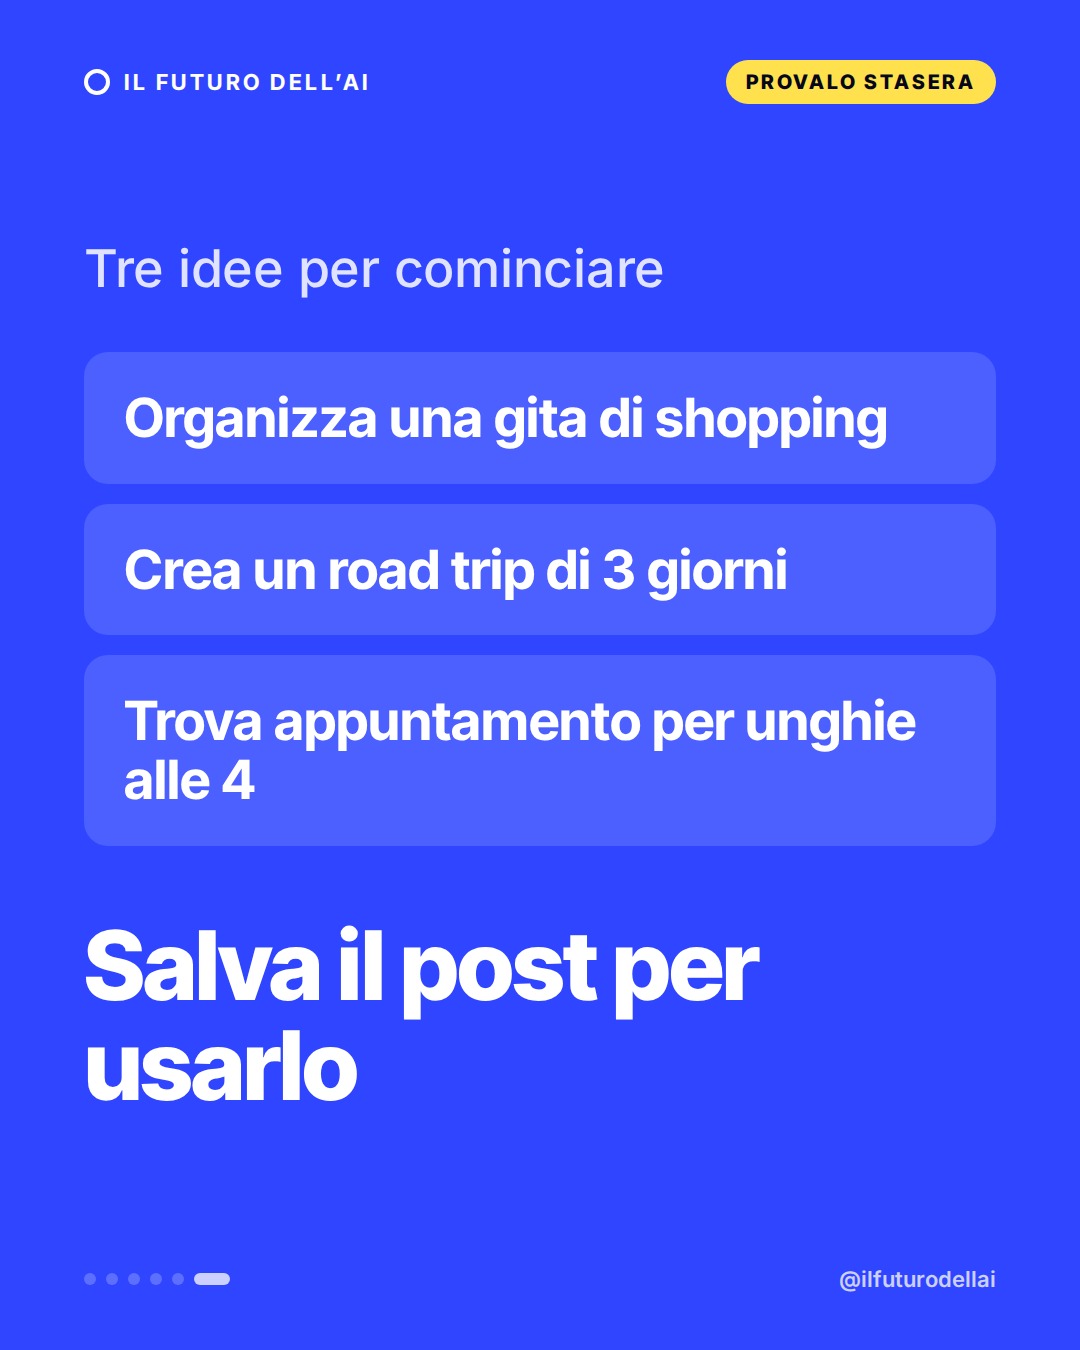 IL FUTURO DELL’AI
PROVALO STASERA
Tre idee per cominciare
Organizza una gita di shopping
Crea un road trip di 3 giorni
Trova appuntamento per unghie
alle 4
Salva il post per
usarlo
@ilfuturodellai